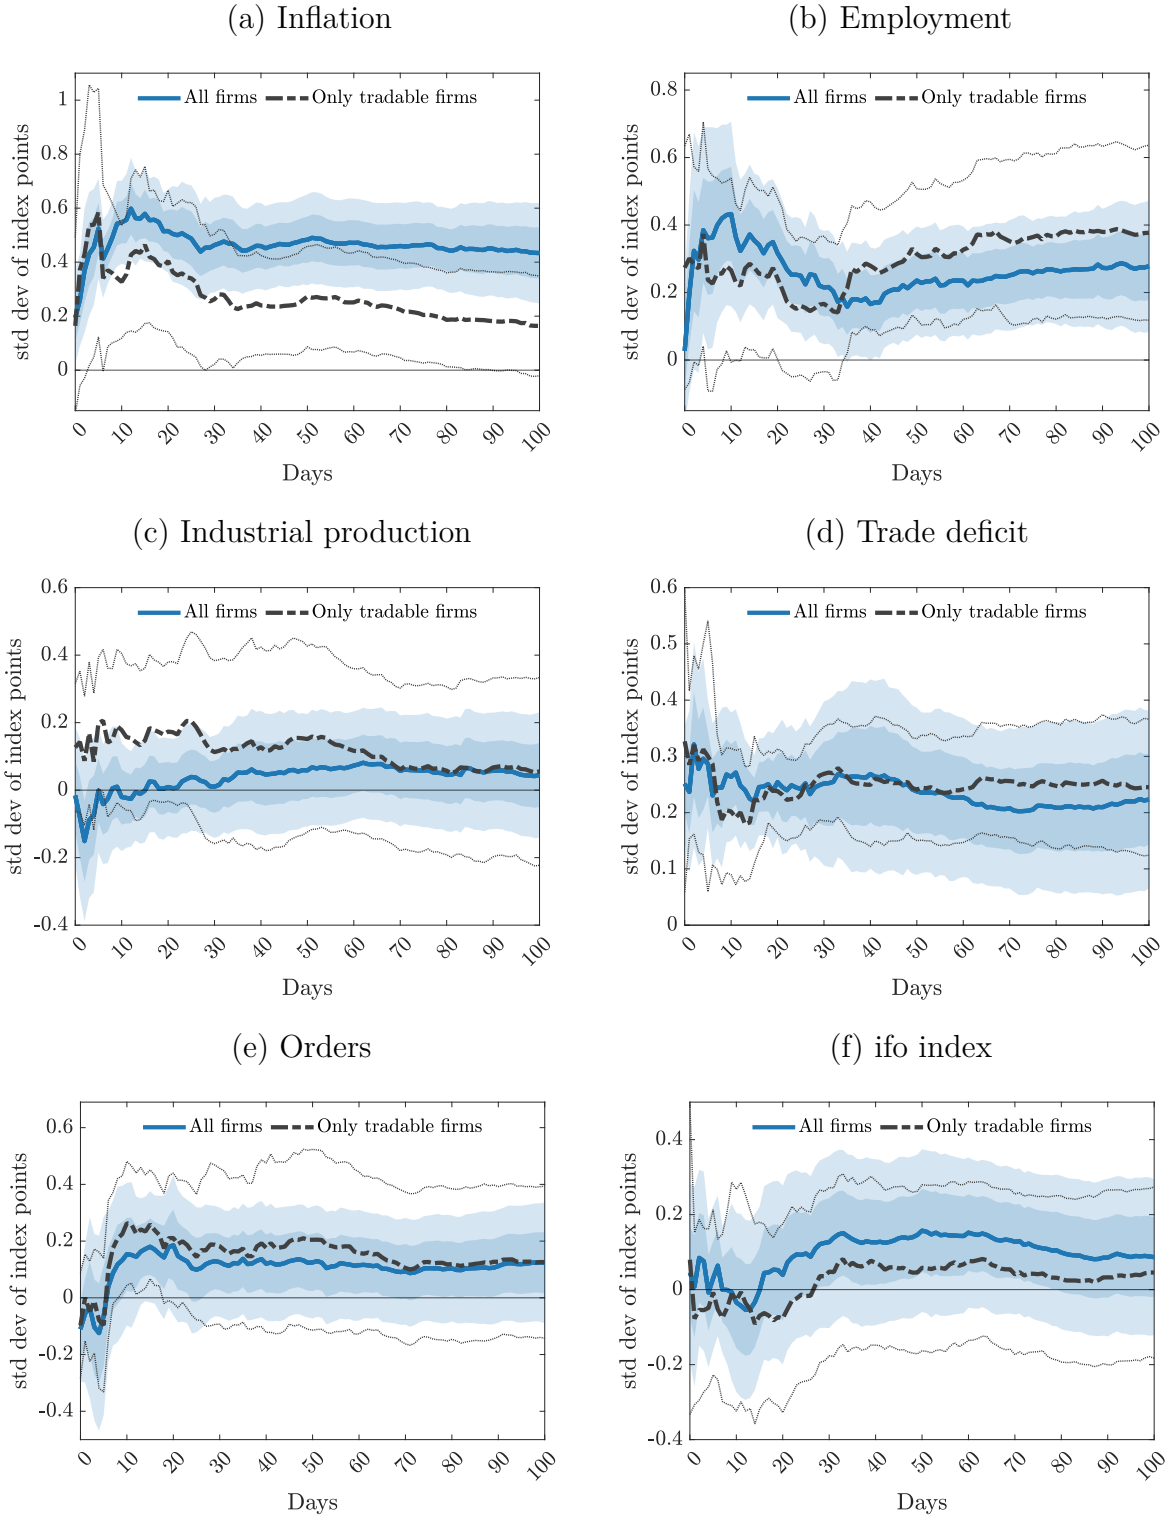 (a) Inflation
std dev of index points
1
0.8
0.6
0.4
0.2
0
All firms
Only tradable firms
0 10 20 30 40 50 60 70 80 90 100
Days
(b) Employment
std dev of index points
0.8
0.6
0.4
0.2
0
All firms
Only tradable firms
0 10 20 30 40 50 60 70 80 90 100
Days
(c) Industrial production
std dev of index points
0.6
0.4
0.2
0
-0.2
-0.4
All firms
Only tradable firms
0 10 20 30 40 50 60 70 80 90 100
Days
(d) Trade deficit
std dev of index points
0.6
0.5
0.4
0.3
0.2
0.1
0
All firms
Only tradable firms
0 10 20 30 40 50 60 70 80 90 100
Days
(e) Orders
std dev of index points
0.6
0.4
0.2
0
-0.2
-0.4
All firms
Only tradable firms
0 10 20 30 40 50 60 70 80 90 100
Days
(f) ifo index
std dev of index points
0.4
0.2
0
-0.2
-0.4
All firms
Only tradable firms
0 10 20 30 40 50 60 70 80 90 100
Days